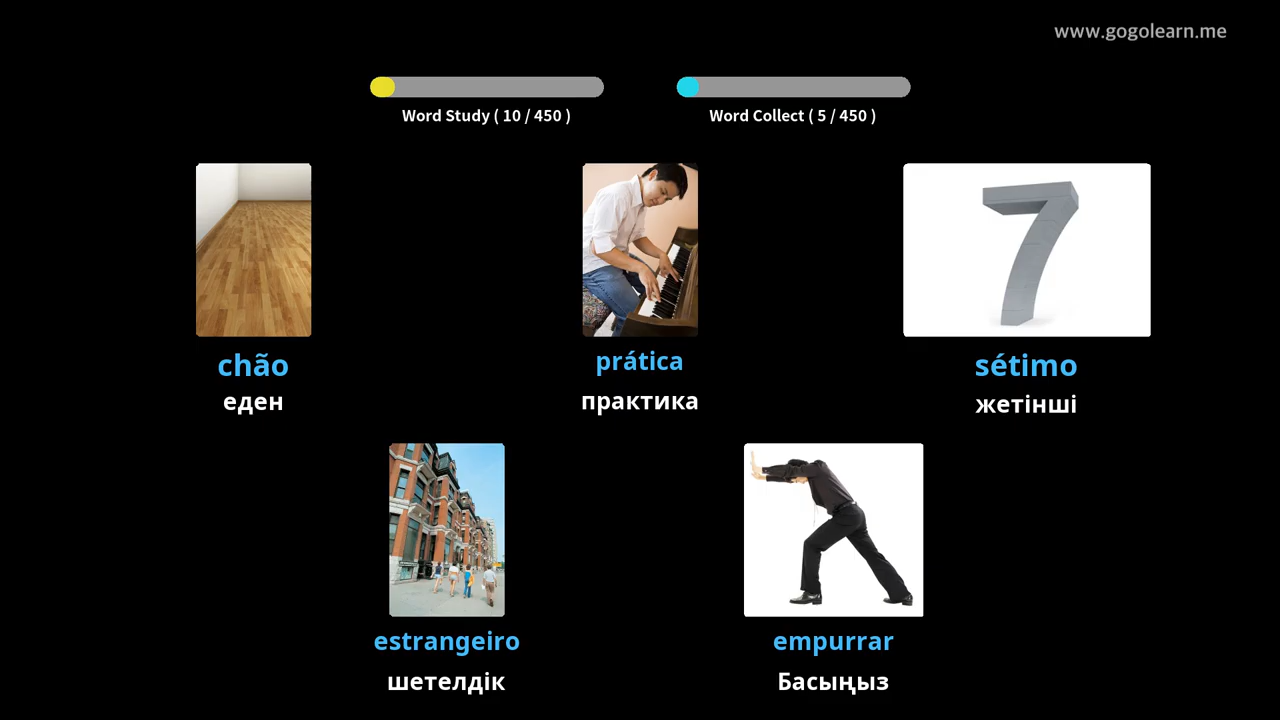 www.gogolearn.me
Word Study ( 10 / 450 )
Word Collect ( 5 / 450 )
chão
еден
prática
практика
sétimo
жетінші
estrangeiro
шетелдік
empurrar
Басыңыз